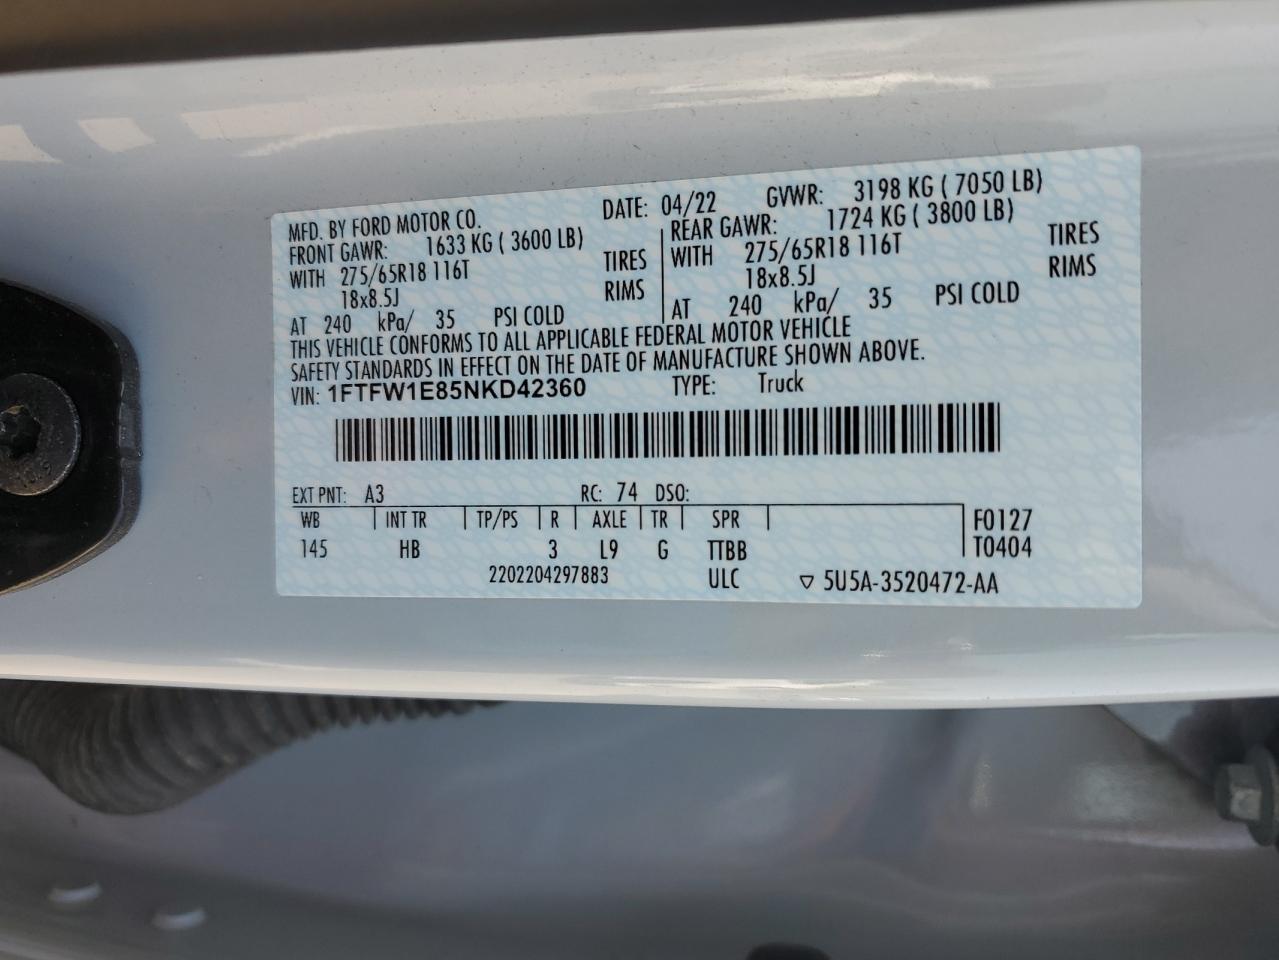 MFD. BY FORD MOTOR CO. DATE: 04/22 GVWR: 3198 KG ( 7050 LB)
FRONT GAWR: 1633 KG ( 3600 LB) REAR GAWR: 1724 KG ( 3800 LB)
WITH 275/65R18 116T TIRES WITH 275/65R18 116T TIRES
18x8.5J RIMS 18x8.5J RIMS
AT 240 kPa/ 35 PSI COLD AT 240 kPa/ 35 PSI COLD
THIS VEHICLE CONFORMS TO ALL APPLICABLE FEDERAL MOTOR VEHICLE
SAFETY STANDARDS IN EFFECT ON THE DATE OF MANUFACTURE SHOWN ABOVE.
VIN: 1FTFW1E85NKD42360 TYPE: Truck
EXT PNT: A3 RC: 74 DSO:
WB INT TR TP/PS R AXLE TR SPR F0127
145 HB 3 L9 G TTBB T0404
2202204297883 ULC ▽ 5U5A-3520472-AA